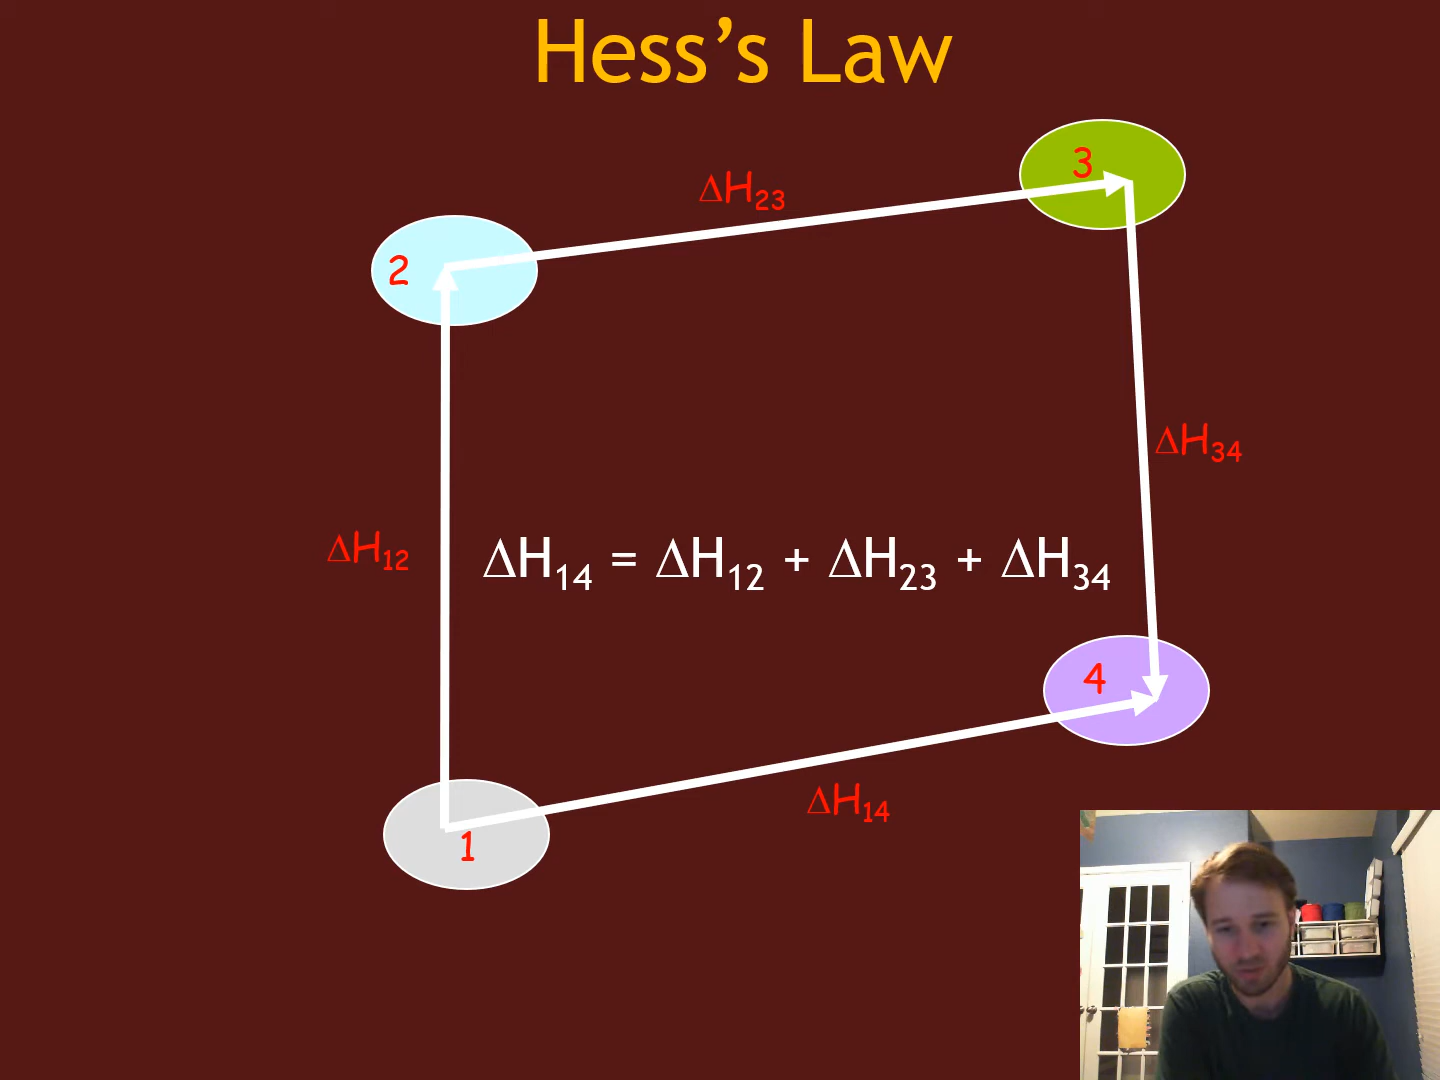 Hess’s Law
3
ΔH₂₃
2
ΔH₃₄
ΔH₁₂
ΔH₁₄ = ΔH₁₂ + ΔH₂₃ + ΔH₃₄
4
ΔH₁₄
1